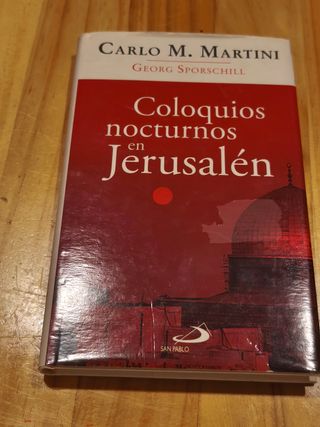 CARLO M. MARTINI
GEORG SPORSCHILL
Coloquios
nocturnos
en
Jerusalén
SAN PABLO